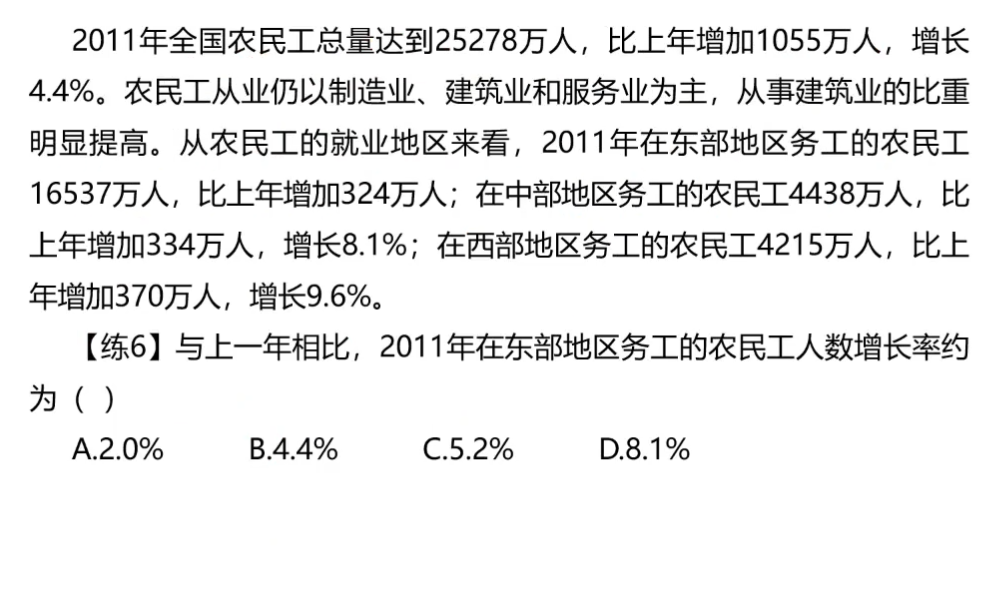 2011年全国农民工总量达到25278万人，比上年增加1055万人，增长
4.4%。农民工从业仍以制造业、建筑业和服务业为主，从事建筑业的比重
明显提高。从农民工的就业地区来看，2011年在东部地区务工的农民工
16537万人，比上年增加324万人；在中部地区务工的农民工4438万人，比
上年增加334万人，增长8.1%；在西部地区务工的农民工4215万人，比上
年增加370万人，增长9.6%。
【练6】与上一年相比，2011年在东部地区务工的农民工人数增长率约
为（ ）
A.2.0% B.4.4% C.5.2% D.8.1%